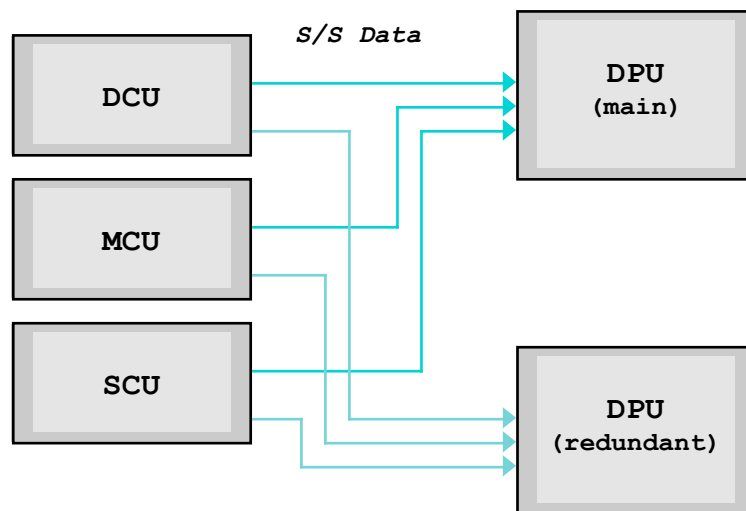 S/S Data
DCU
DPU
(main)
MCU
SCU
DPU
(redundant)